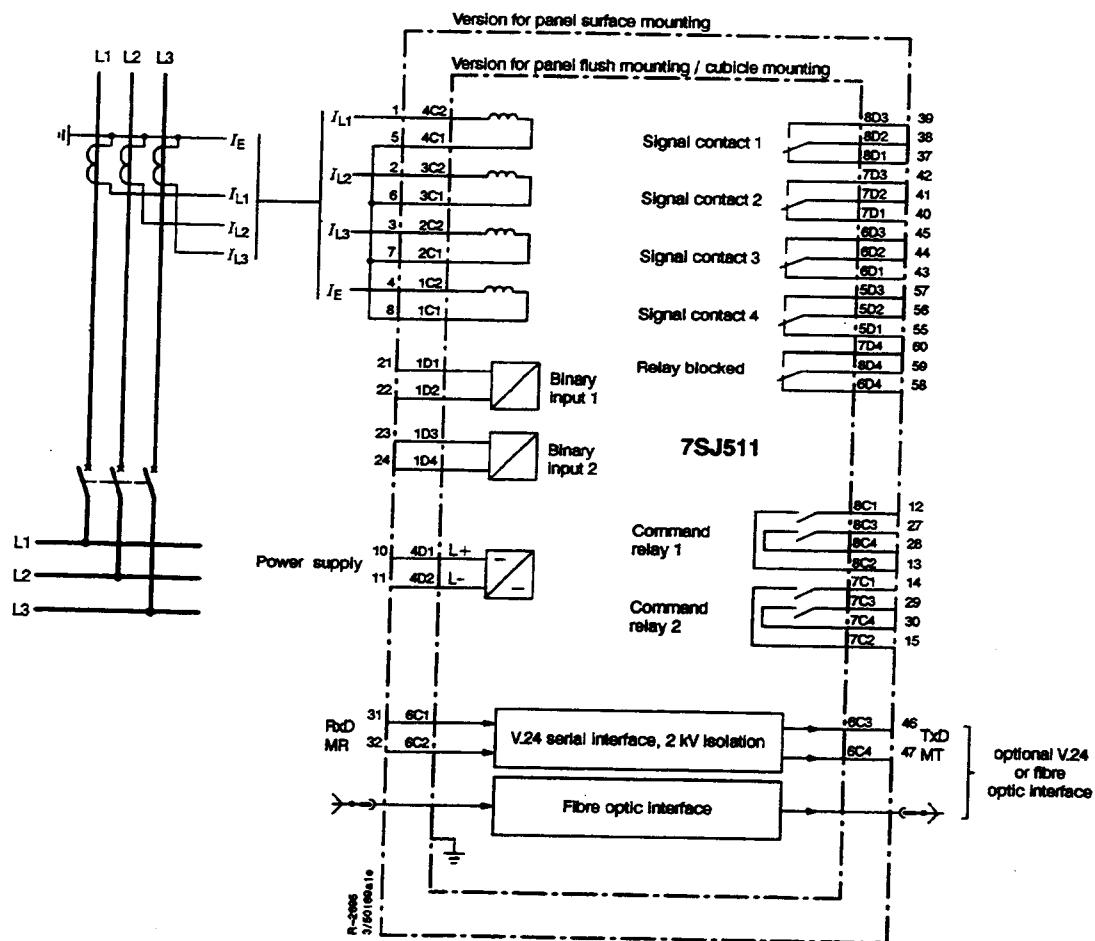 Version for panel surface mounting
L1 L2 L3
Version for panel flush mounting / cubicle mounting
IE
IL1
IL2
IL3
IL1 1 4C2
5 4C1
IL2 2 3C2
6 3C1
IL3 3 2C2
7 2C1
IE 4 1C2
8 1C1
Signal contact 1
8D3 39
8D2 38
8D1 37
Signal contact 2
7D3 42
7D2 41
7D1 40
Signal contact 3
6D3 45
6D2 44
6D1 43
Signal contact 4
5D3 57
5D2 56
5D1 55
Relay blocked
7D4 60
8D4 59
6D4 58
21 1D1
22 1D2
Binary
input 1
23 1D3
24 1D4
Binary
input 2
7SJ511
L1
L2
L3
Power supply
10 4D1 L+
11 4D2 L-
Command
relay 1
8C1 12
8C3 27
8C4 28
8C2 13
Command
relay 2
7C1 14
7C3 29
7C4 30
7C2 15
RxD 31 6C1
MR 32 6C2
V.24 serial interface, 2 kV isolation
6C3 46 TxD
6C4 47 MT
Fibre optic interface
optional V.24
or fibre
optic interface